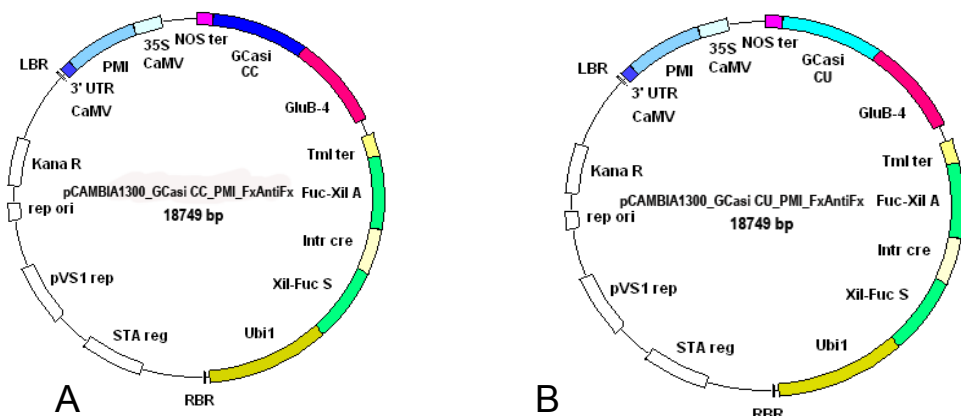 35S
CaMV
NOS ter
GCasi
CC
PMI
LBR
3' UTR
CaMV
GluB-4
Tml ter
Kana R
pCAMBIA1300_GCasi CC_PMI_FxAntiFx
18749 bp
Fuc-Xil A
rep ori
Intr cre
pVS1 rep
Xil-Fuc S
STA reg
Ubi1
RBR
A
35S
CaMV
NOS ter
GCasi
CU
PMI
LBR
3' UTR
CaMV
GluB-4
Tml ter
Kana R
pCAMBIA1300_GCasi CU_PMI_FxAntiFx
18749 bp
Fuc-Xil A
rep ori
Intr cre
pVS1 rep
Xil-Fuc S
STA reg
Ubi1
RBR
B